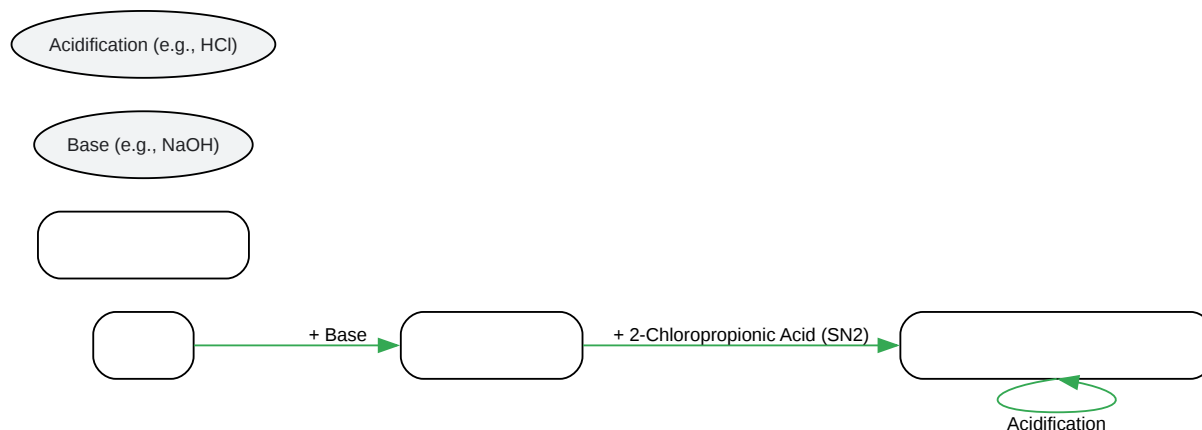 Acidification (e.g., HCl)
Base (e.g., NaOH)
+ Base
+ 2-Chloropropionic Acid (SN2)
Acidification